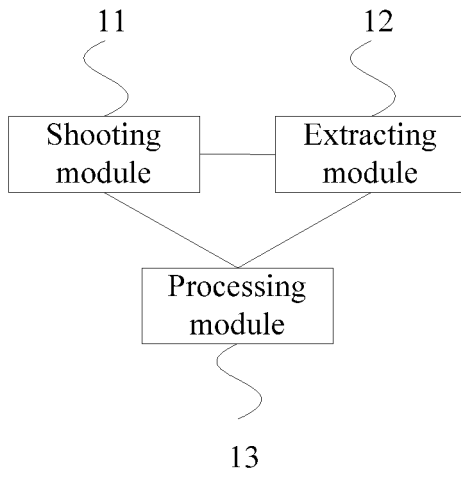 11
12
Shooting
module
Extracting
module
Processing
module
13